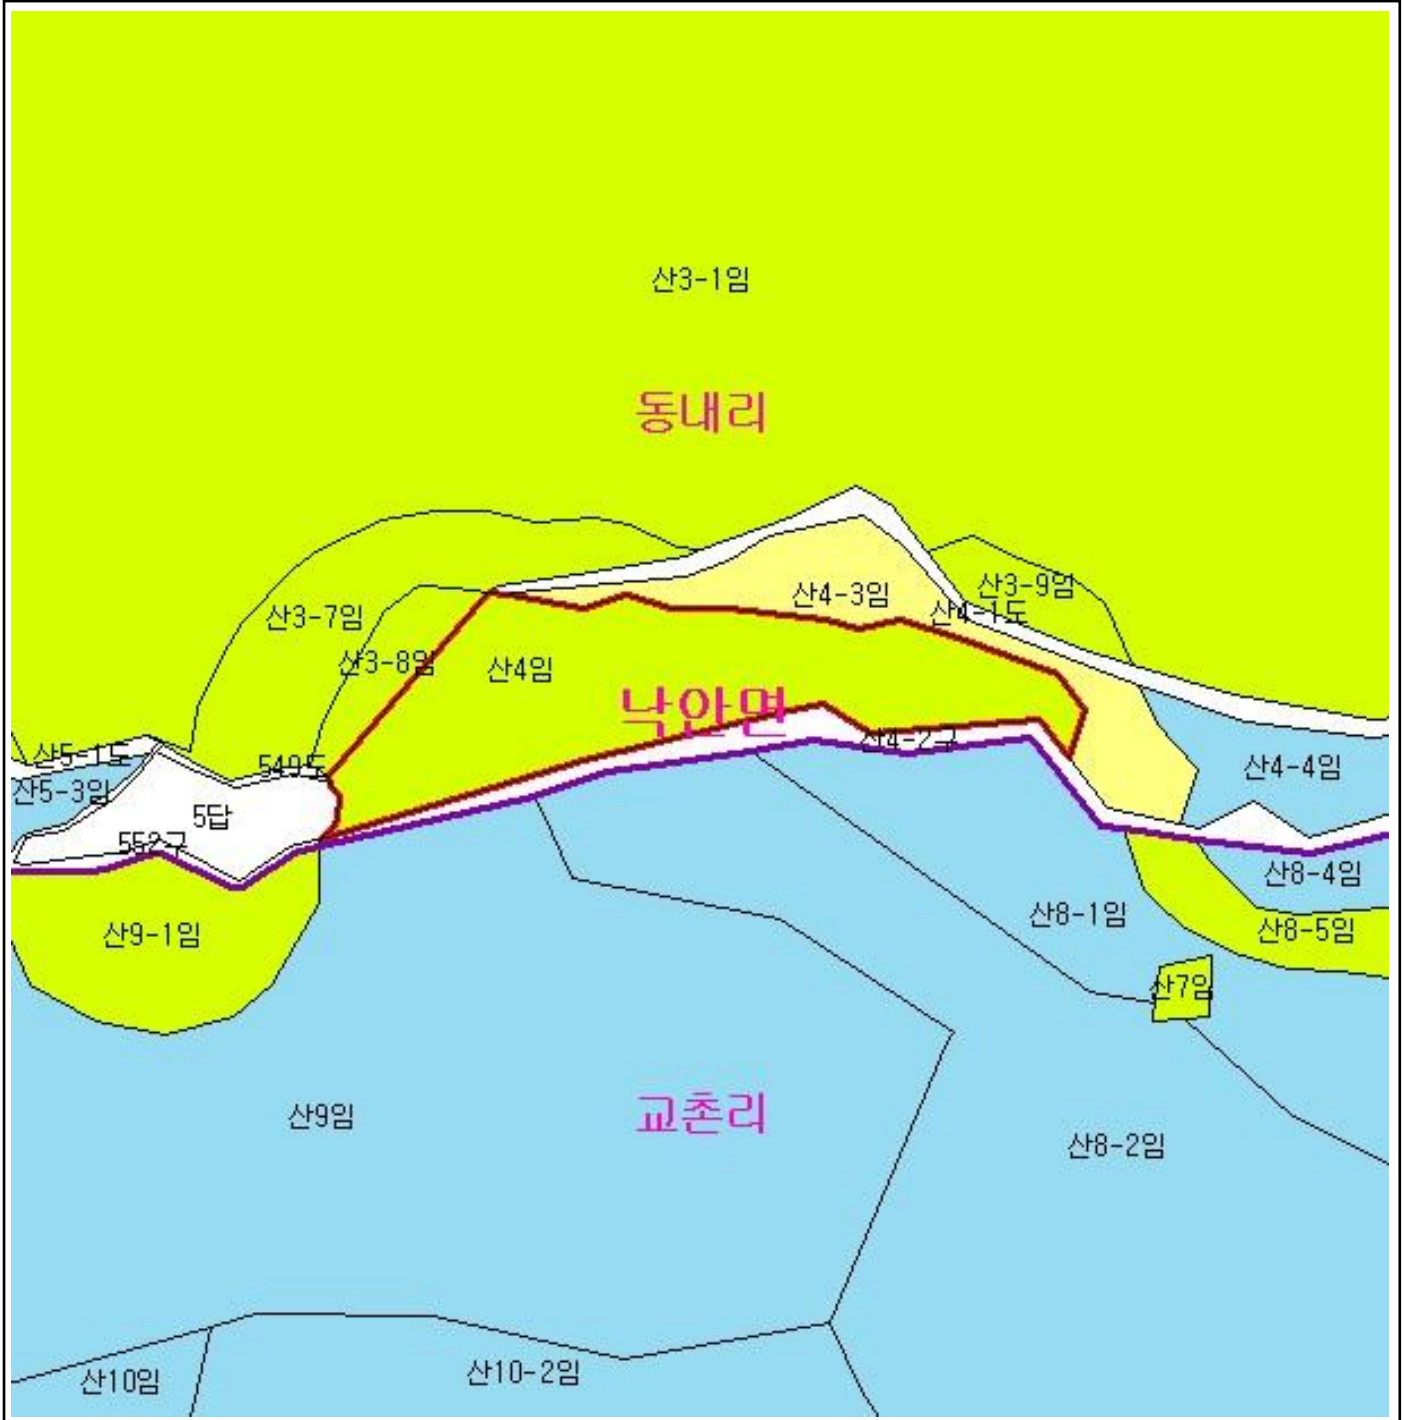 산3-1임
동내리
산4-3임
산3-9임
산4-1도
산3-7임
산3-8임
산4임
낙안면
산4-2구
산5-1도
549도
산5-3임
산4-4임
5답
552구
산8-4임
산9-1임
산8-1임
산8-5임
산7임
산9임
교촌리
산8-2임
산10임
산10-2임